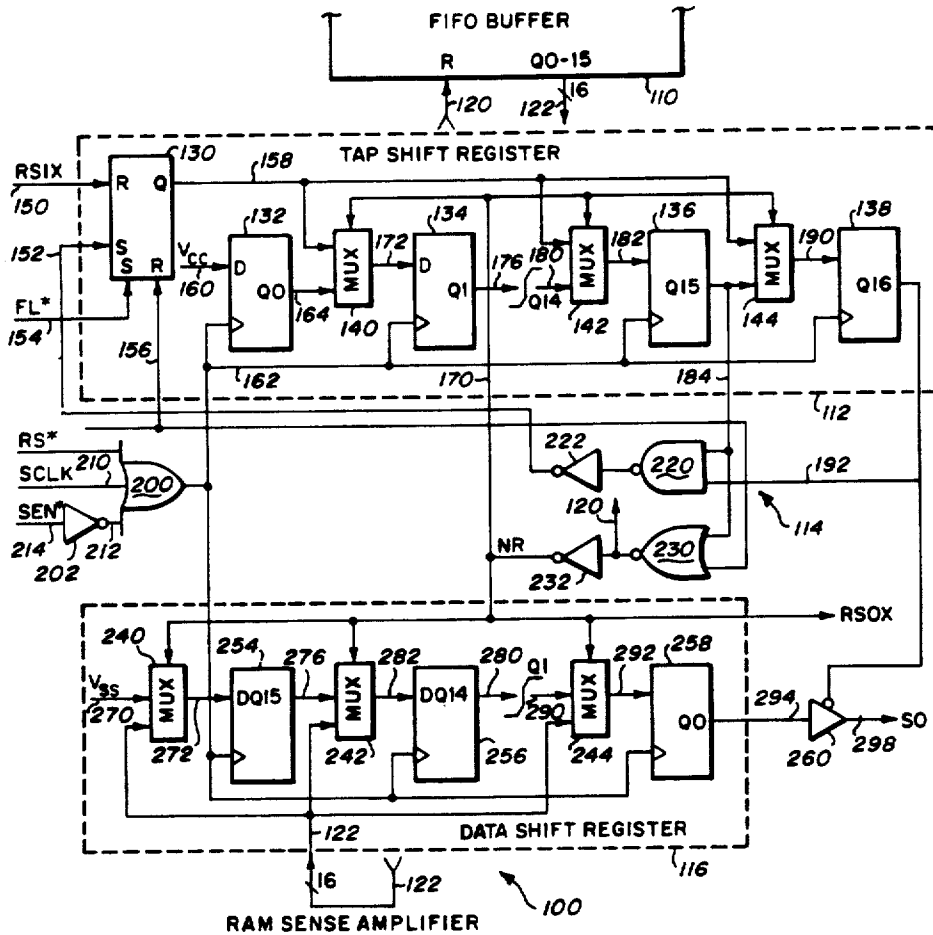 FIFO BUFFER
R Q0-15
120 122 16 110
130 TAP SHIFT REGISTER
RSIX 150 R Q 158
132 134 136 138
152 S S R
VCC 160 D Q0 164
MUX 140 172 D Q1 176 180 Q14
MUX 142 182 Q15
MUX 144 190 Q16
FL* 154
156 162 170 184
112
RS* 210
SCLK 200
SEN* 214 202 212
222 220 192
120 114
NR 232 230
RSOX
240 254 276 282 280 Q1 292 258
VSS 270 MUX 272 DQ15
MUX 242 DQ14 256
290 MUX 244 Q0
294 260 298 SO
122 DATA SHIFT REGISTER
116
16 122
100
RAM SENSE AMPLIFIER